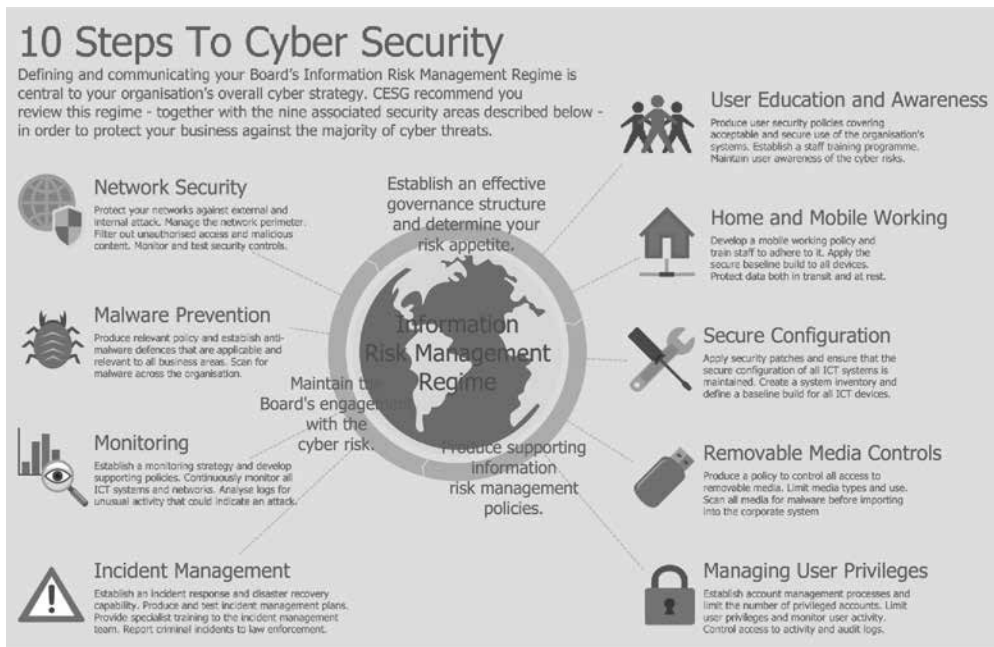 10 Steps To Cyber Security
Defining and communicating your Board's Information Risk Management Regime is
central to your organisation's overall cyber strategy. CESG recommend you
review this regime - together with the nine associated security areas described below -
in order to protect your business against the majority of cyber threats.
Network Security
Protect your networks against external and
internal attack. Manage the network perimeter.
Filter out unauthorised access and malicious
content. Monitor and test security controls.
Malware Prevention
Produce relevant policy and establish anti-
malware defences that are applicable and
relevant to all business areas. Scan for
malware across the organisation.
Monitoring
Establish a monitoring strategy and develop
supporting policies. Continuously monitor all
ICT systems and networks. Analyse logs for
unusual activity that could indicate an attack.
Incident Management
Establish an incident response and disaster recovery
capability. Produce and test incident management plans.
Provide specialist training to the incident management
team. Report criminal incidents to law enforcement.
Establish an effective
governance structure
and determine your
risk appetite.
Information
Risk Management
Regime
Maintain the
Board's engagement
with the
cyber risk.
Produce supporting
information
risk management
policies.
User Education and Awareness
Produce user security policies covering
acceptable and secure use of the organisation's
systems. Establish a staff training programme.
Maintain user awareness of the cyber risks.
Home and Mobile Working
Develop a mobile working policy and
train staff to adhere to it. Apply the
secure baseline build to all devices.
Protect data both in transit and at rest.
Secure Configuration
Apply security patches and ensure that the
secure configuration of all ICT systems is
maintained. Create a system inventory and
define a baseline build for all ICT devices.
Removable Media Controls
Produce a policy to control all access to
removable media. Limit media types and use.
Scan all media for malware before importing
into the corporate system
Managing User Privileges
Establish account management processes and
limit the number of privileged accounts. Limit
user privileges and monitor user activity.
Control access to activity and audit logs.